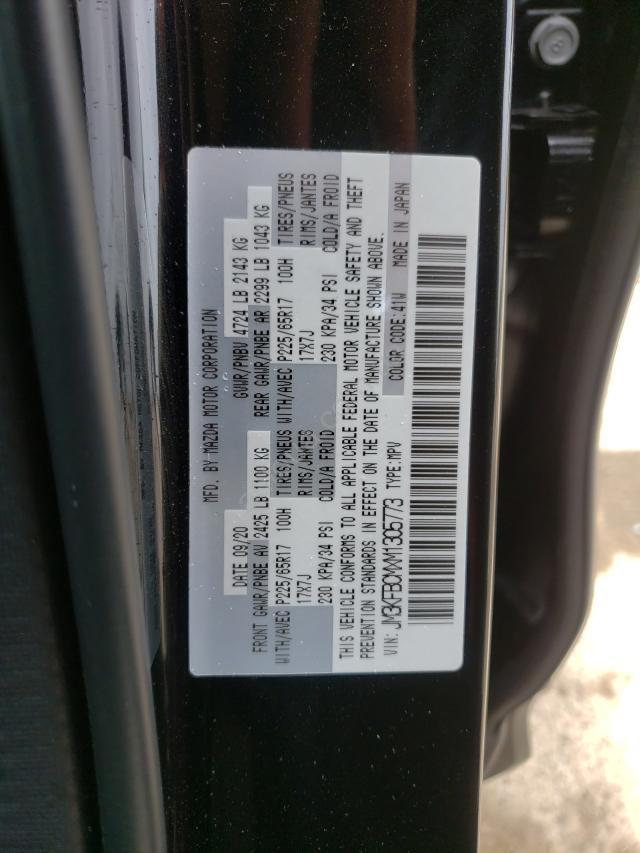 MFD. BY MAZDA MOTOR CORPORATION
DATE 09/20 GVWR/PNBV 4724 LB 2143 KG
FRONT GAWR/PNBE AV 2425 LB 1100 KG REAR GAWR/PNBE AR 2299 LB 1043 KG
WITH/AVEC P225/65R17 100H TIRES/PNEUS WITH/AVEC P225/65R17 100H TIRES/PNEUS
17X7J RIMS/JANTES 17X7J RIMS/JANTES
230 KPA/34 PSI COLD/A FROID 230 KPA/34 PSI COLD/A FROID
THIS VEHICLE CONFORMS TO ALL APPLICABLE FEDERAL MOTOR VEHICLE SAFETY AND THEFT
PREVENTION STANDARDS IN EFFECT ON THE DATE OF MANUFACTURE SHOWN ABOVE.
VIN: JM3KFBCMXM1305773 TYPE:MPV COLOR CODE:41W MADE IN JAPAN